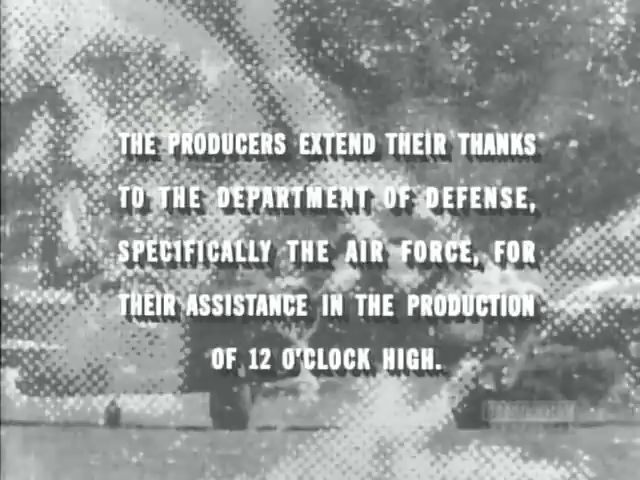 THE PRODUCERS EXTEND THEIR THANKS
TO THE DEPARTMENT OF DEFENSE,
SPECIFICALLY THE AIR FORCE, FOR
THEIR ASSISTANCE IN THE PRODUCTION
OF 12 O'CLOCK HIGH.